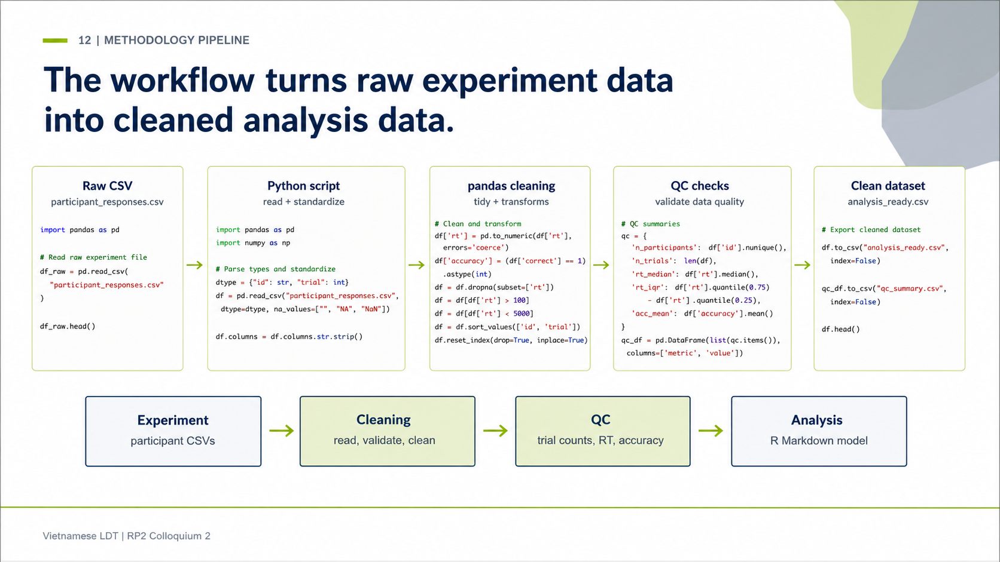 12 | METHODOLOGY PIPELINE
The workflow turns raw experiment data
into cleaned analysis data.
Raw CSV
participant_responses.csv
import pandas as pd
# Read raw experiment file
df_raw = pd.read_csv(
"participant_responses.csv"
)
df_raw.head()
Python script
read + standardize
import pandas as pd
import numpy as np
# Parse types and standardize
dtype = {"id": str, "trial": int}
df = pd.read_csv("participant_responses.csv",
dtype=dtype, na_values=["", "NA", "NaN"])
df.columns = df.columns.str.strip()
pandas cleaning
tidy + transforms
# Clean and transform
df['rt'] = pd.to_numeric(df['rt'],
errors='coerce')
df['accuracy'] = (df['correct'] == 1)
.astype(int)
df = df.dropna(subset=['rt'])
df = df[df['rt'] > 100]
df = df[df['rt'] < 5000]
df = df.sort_values(['id', 'trial'])
df.reset_index(drop=True, inplace=True)
QC checks
validate data quality
# QC summaries
qc = {
'n_participants': df['id'].nunique(),
'n_trials': len(df),
'rt_median': df['rt'].median(),
'rt_iqr': df['rt'].quantile(0.75)
- df['rt'].quantile(0.25),
'acc_mean': df['accuracy'].mean()
}
qc_df = pd.DataFrame(list(qc.items()),
columns=['metric', 'value'])
Clean dataset
analysis_ready.csv
# Export cleaned dataset
df.to_csv("analysis_ready.csv",
index=False)
qc_df.to_csv("qc_summary.csv",
index=False)
df.head()
Experiment
participant CSVs
Cleaning
read, validate, clean
QC
trial counts, RT, accuracy
Analysis
R Markdown model
Vietnamese LDT | RP2 Colloquium 2